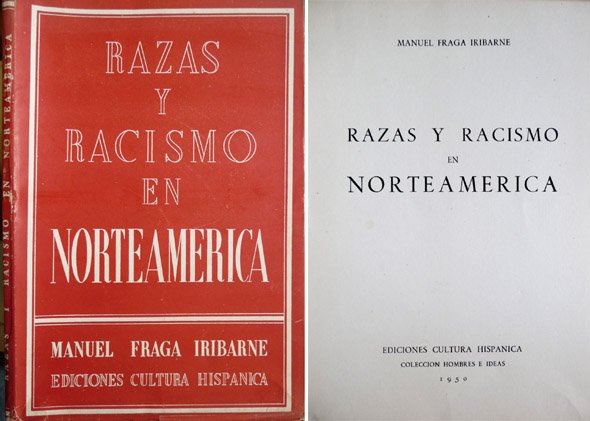 RAZAS Y RACISMO EN NORTEAMERICA
RAZAS
Y
RACISMO
EN
NORTEAMERICA
MANUEL FRAGA IRIBARNE
EDICIONES CULTURA HISPANICA
MANUEL FRAGA IRIBARNE
RAZAS Y RACISMO
EN
NORTEAMERICA
EDICIONES CULTURA HISPANICA
COLECCION HOMBRES E IDEAS
1950